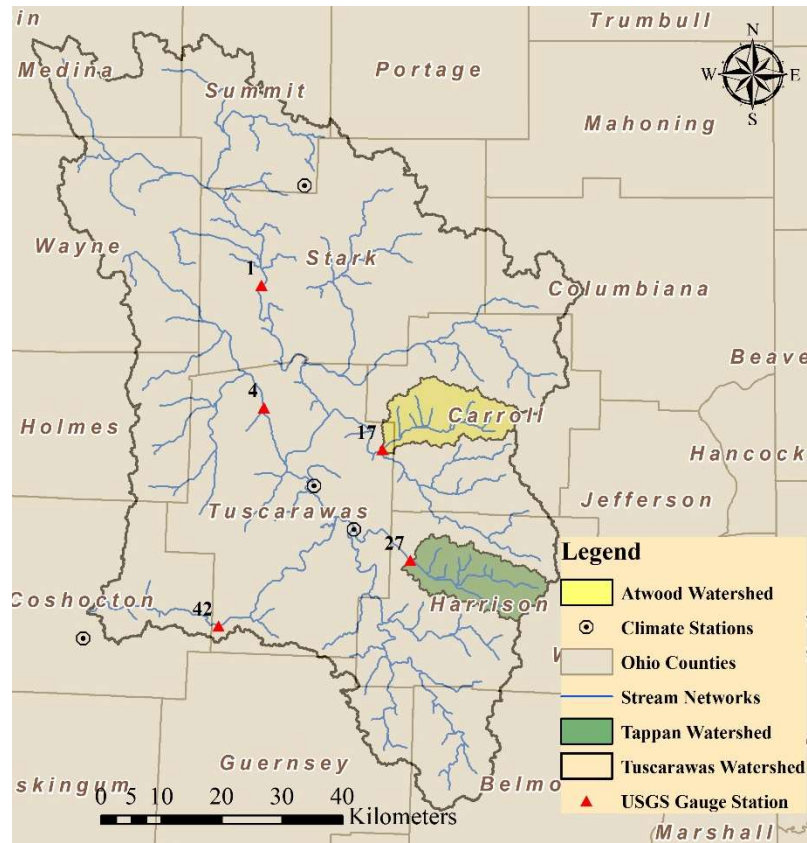 in
Trumbull
Medina
Summit
Portage
N
W E
S
Mahoning
Wayne
Stark
1
Columbiana
Beave
4
Holmes
17
Carroll
Hancock
Jefferson
Tuscarawas
27
Legend
Atwood Watershed
Climate Stations
Ohio Counties
Stream Networks
Tappan Watershed
Tuscarawas Watershed
USGS Gauge Station
Coshocton
42
Harrison
W
Guernsey
skingum
Belmo
0 5 10 20 30 40
Kilometers
Marshall